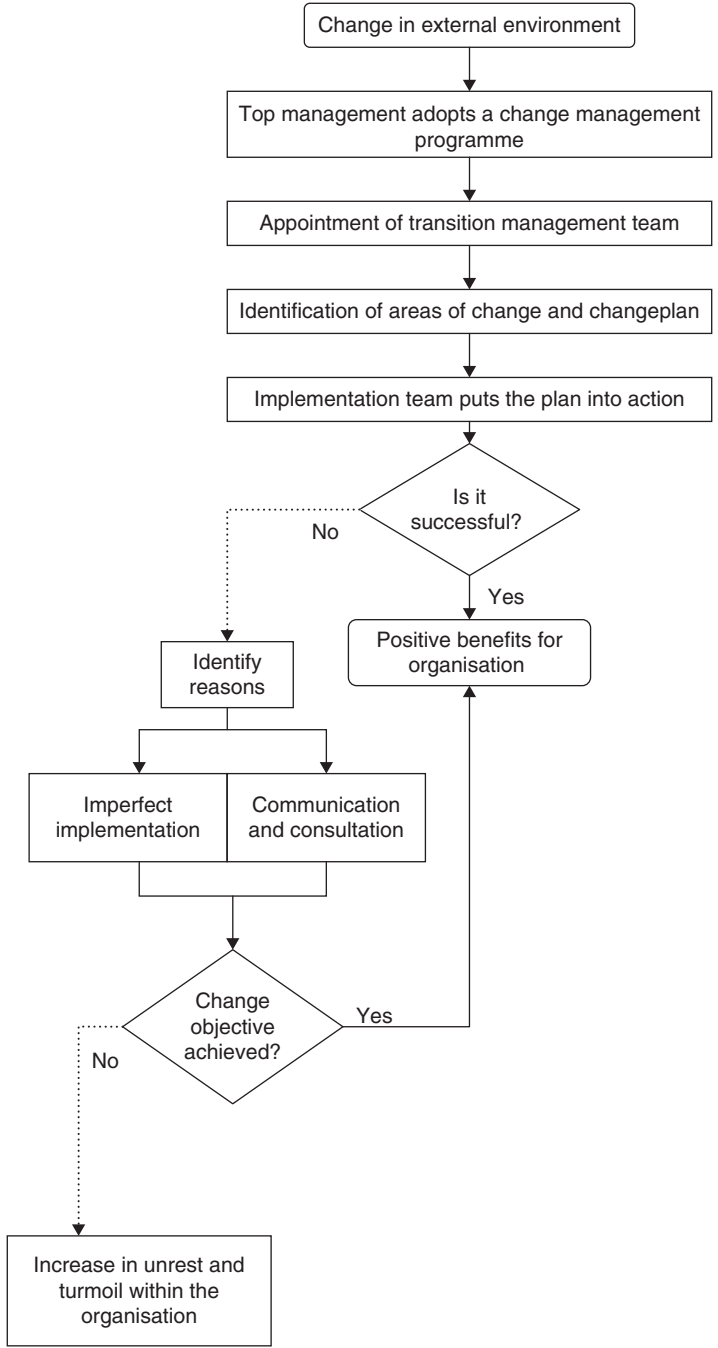 Change in external environment
Top management adopts a change management
programme
Appointment of transition management team
Identification of areas of change and changeplan
Implementation team puts the plan into action
Is it
successful?
No
Yes
Positive benefits for
organisation
Identify
reasons
Imperfect
implementation
Communication
and consultation
Change
objective
achieved?
Yes
No
Increase in unrest and
turmoil within the
organisation